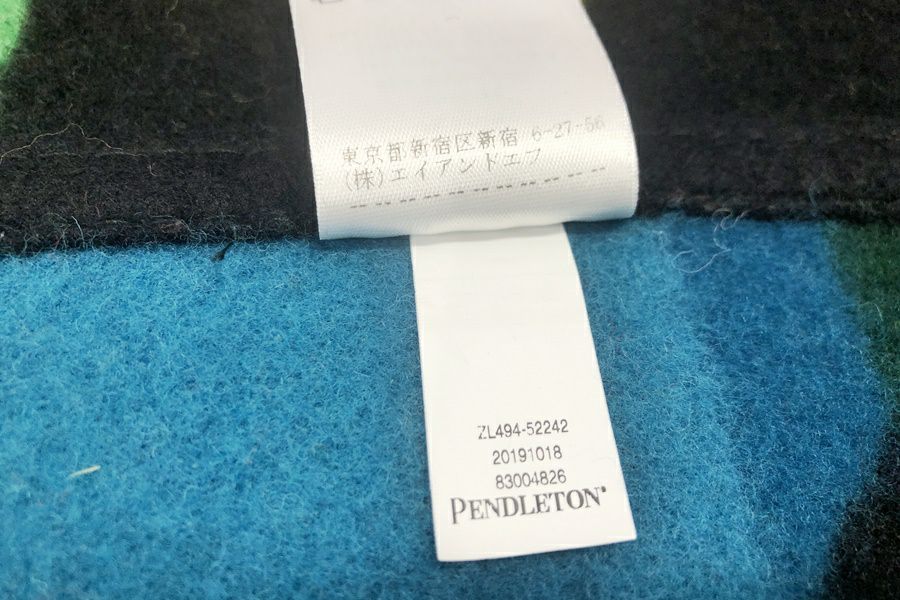 東京都新宿区新宿 6-27-56
(株)エイアンドエフ
ZL494-52242
20191018
83004826
PENDLETON®